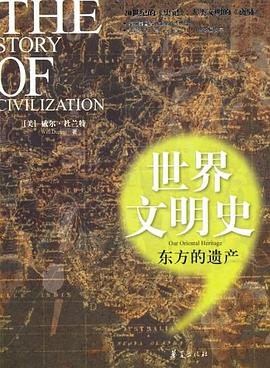 THE
STORY
OF
CIVILIZATION
[美] 威尔·杜兰特
Will Durant 著
世界
文明史
Our Oriental Heritage
东方的遗产
华夏出版社